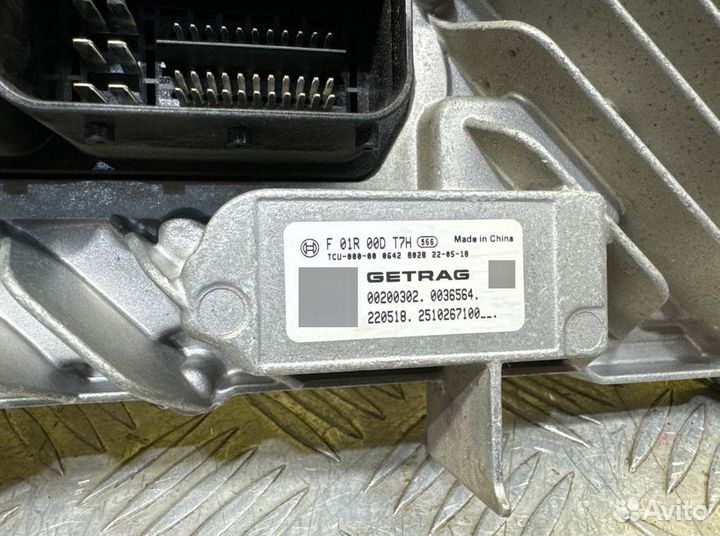 F 01R 00D T7H 566 Made in China
TCU-000-00 0642 8028 22-05-18
GETRAG
00200302. 0036564.
220518. 2510267100__.
Avito